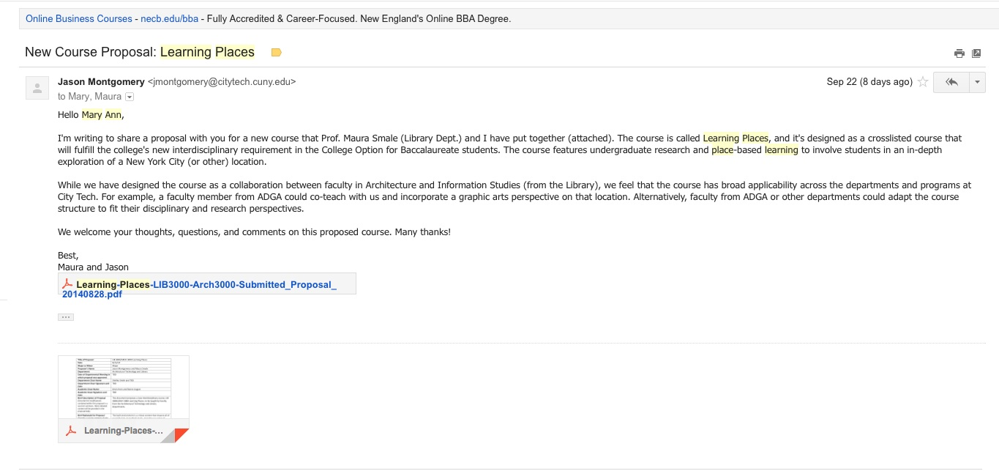 Online Business Courses - necb.edu/bba - Fully Accredited & Career-Focused. New England's Online BBA Degree.
New Course Proposal: Learning Places
Jason Montgomery <jmontgomery@citytech.cuny.edu>
Sep 22 (8 days ago)
to Mary, Maura
Hello Mary Ann,
I'm writing to share a proposal with you for a new course that Prof. Maura Smale (Library Dept.) and I have put together (attached). The course is called Learning Places, and it's designed as a crosslisted course that
will fulfill the college's new interdisciplinary requirement in the College Option for Baccalaureate students. The course features undergraduate research and place-based learning to involve students in an in-depth
exploration of a New York City (or other) location.
While we have designed the course as a collaboration between faculty in Architecture and Information Studies (from the Library), we feel that the course has broad applicability across the departments and programs at
City Tech. For example, a faculty member from ADGA could co-teach with us and incorporate a graphic arts perspective on that location. Alternatively, faculty from ADGA or other departments could adapt the course
structure to fit their disciplinary and research perspectives.
We welcome your thoughts, questions, and comments on this proposed course. Many thanks!
Best,
Maura and Jason
Learning-Places-LIB3000-Arch3000-Submitted_Proposal_
20140828.pdf
Learning-Places-...